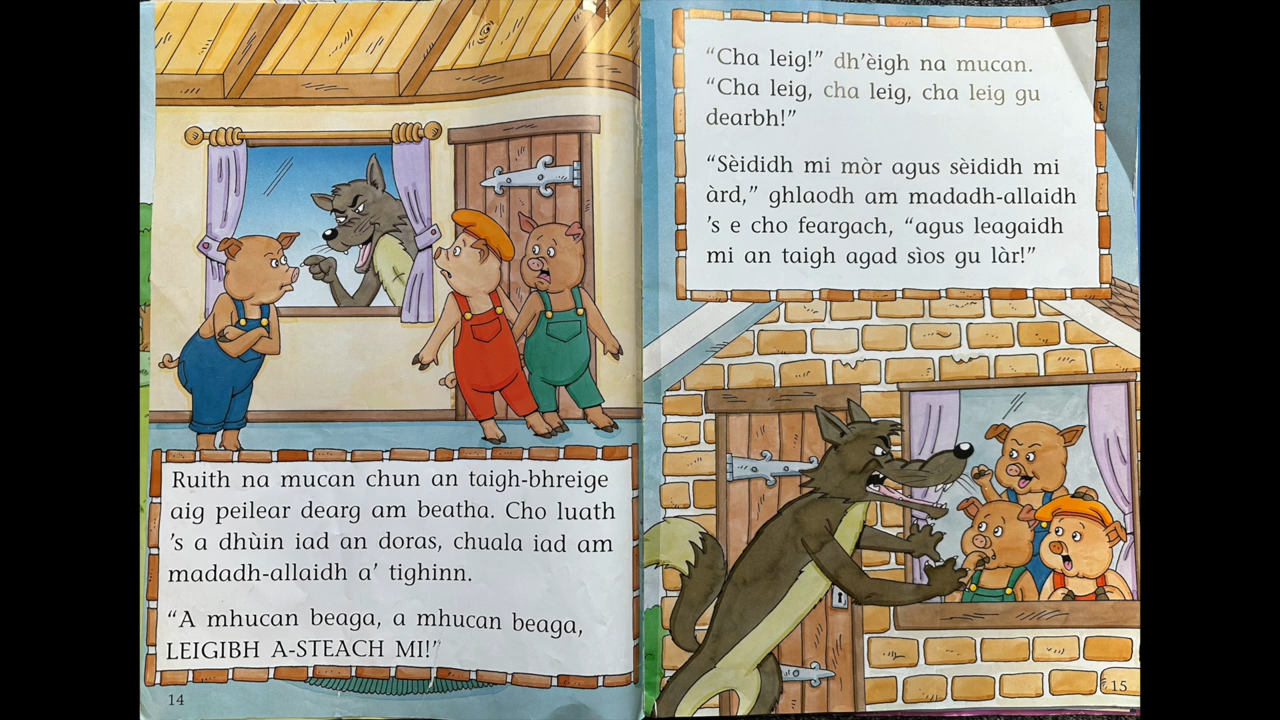 Ruith na mucan chun an taigh-bhreige
aig peilear dearg am beatha. Cho luath
's a dhùin iad an doras, chuala iad am
madadh-allaidh a' tighinn.
“A mhucan beaga, a mhucan beaga,
LEIGIBH A-STEACH MI!”
14
“Cha leig!” dh'èigh na mucan.
“Cha leig, cha leig, cha leig gu
dearbh!”
“Sèididh mi mòr agus sèididh mi
àrd,” ghlaodh am madadh-allaidh
's e cho feargach, “agus leagaidh
mi an taigh agad sìos gu làr!”
15